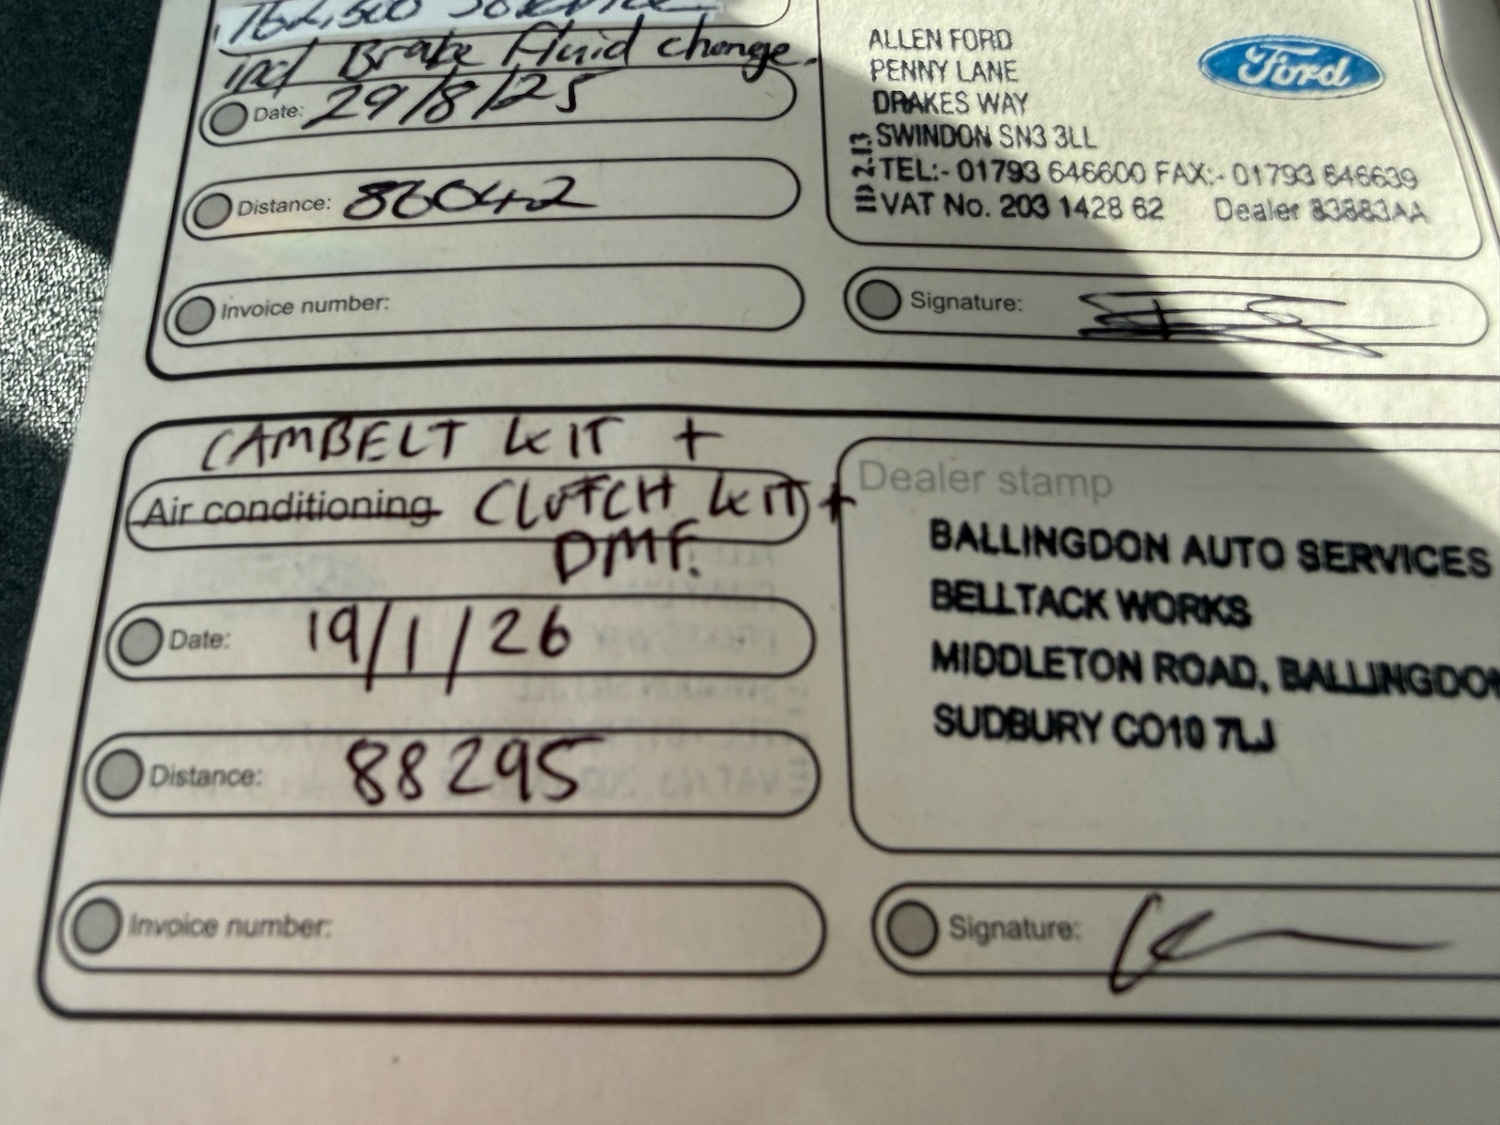 incl Brake Fluid change.
Date: 29/8/25
Distance: 86042
Invoice number:
ALLEN FORD
PENNY LANE
DRAKES WAY
SWINDON SN3 3LL
TEL:- 01793 646600 FAX:- 01793 646639
VAT No. 203 1428 62 Dealer 83883AA
ID 2.13
Ford
Signature:
CAMBELT KIT +
Air conditioning CLUTCH KIT +
DMF.
Date: 19/1/26
Distance: 88295
Invoice number:
Dealer stamp
BALLINGDON AUTO SERVICES
BELLTACK WORKS
MIDDLETON ROAD, BALLINGDON
SUDBURY CO10 7LJ
Signature: